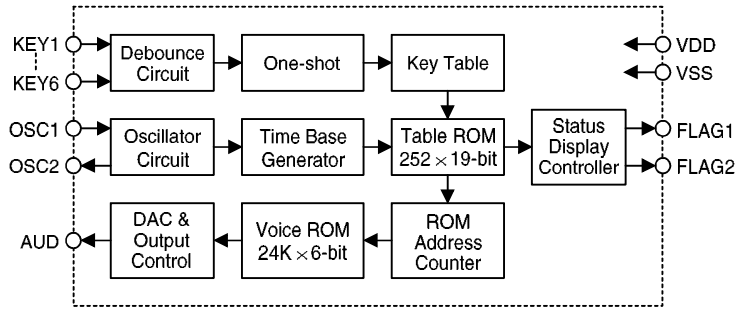 KEY1
KEY6
Debounce
Circuit
One-shot
Key Table
VDD
VSS
OSC1
OSC2
Oscillator
Circuit
Time Base
Generator
Table ROM
252 × 19-bit
Status
Display
Controller
FLAG1
FLAG2
AUD
DAC &
Output
Control
Voice ROM
24K × 6-bit
ROM
Address
Counter